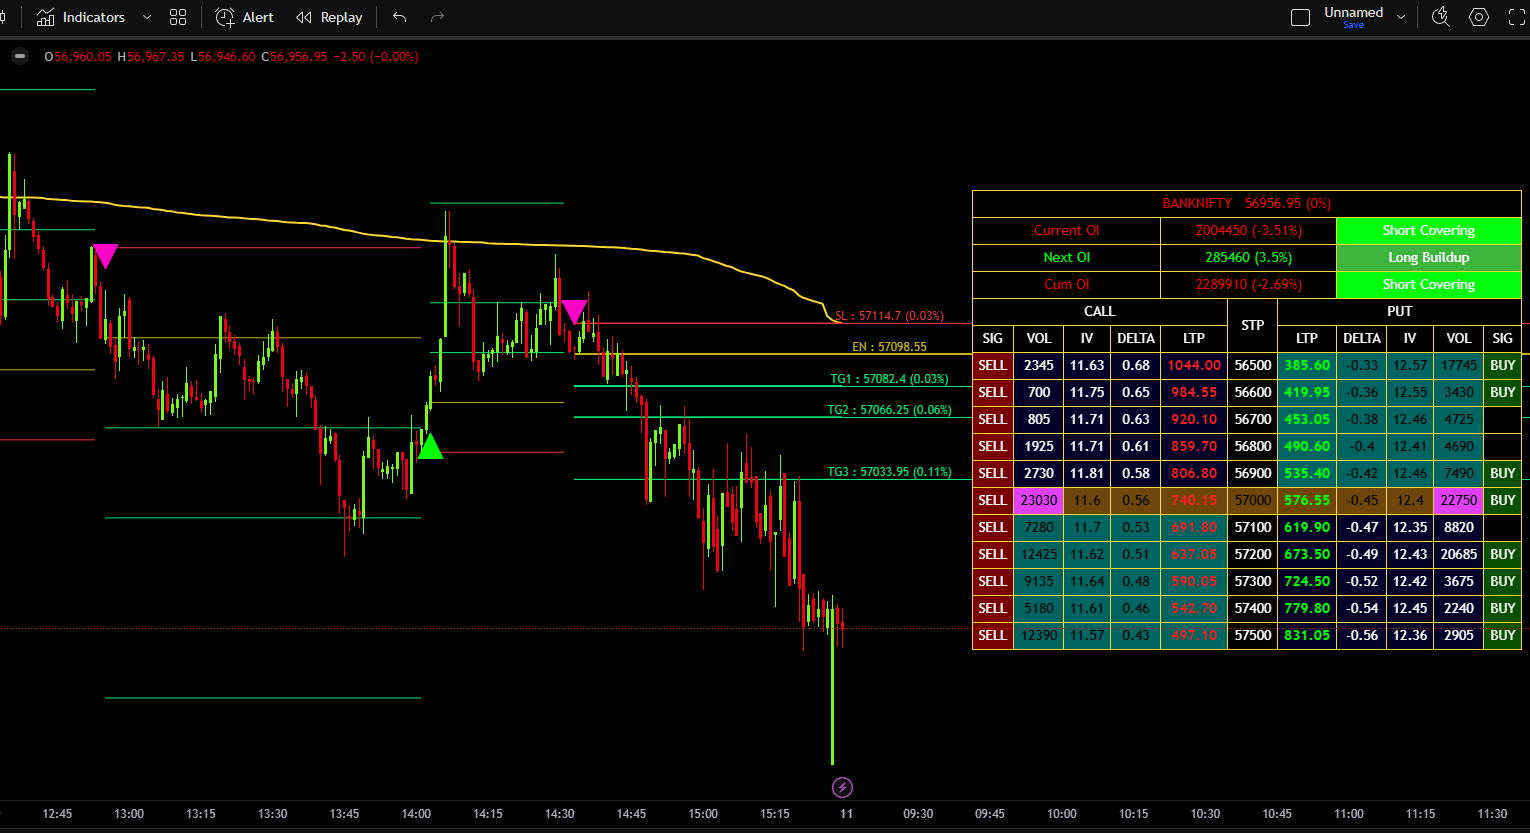 Indicators Alert Replay Unnamed
Save
O56,960.05 H56,967.35 L56,946.60 C56,956.95 −2.50 (−0.00%)
BANKNIFTY 56956.95 (0%)
Current OI 2004450 (-3.51%) Short Covering
Next OI 285460 (3.5%) Long Buildup
Cum OI 2289910 (-2.69%) Short Covering
SL : 57114.7 (0.03%)
EN : 57098.55
TG1 : 57082.4 (0.03%)
TG2 : 57066.25 (0.06%)
TG3 : 57033.95 (0.11%)
CALL STP PUT
SIG VOL IV DELTA LTP LTP DELTA IV VOL SIG
SELL 2345 11.63 0.68 1044.00 56500 385.60 -0.33 12.57 17745 BUY
SELL 700 11.75 0.65 984.55 56600 419.95 -0.36 12.55 3430 BUY
SELL 805 11.71 0.63 920.10 56700 453.05 -0.38 12.46 4725
SELL 1925 11.71 0.61 859.70 56800 490.60 -0.4 12.41 4690
SELL 2730 11.81 0.58 806.80 56900 535.40 -0.42 12.46 7490 BUY
SELL 23030 11.6 0.56 740.15 57000 576.55 -0.45 12.4 22750 BUY
SELL 7280 11.7 0.53 691.80 57100 619.90 -0.47 12.35 8820
SELL 12425 11.62 0.51 637.05 57200 673.50 -0.49 12.43 20685 BUY
SELL 9135 11.64 0.48 590.05 57300 724.50 -0.52 12.42 3675 BUY
SELL 5180 11.61 0.46 542.70 57400 779.80 -0.54 12.45 2240 BUY
SELL 12390 11.57 0.43 497.10 57500 831.05 -0.56 12.36 2905 BUY
12:45 13:00 13:15 13:30 13:45 14:00 14:15 14:30 14:45 15:00 15:15 11 09:30 09:45 10:00 10:15 10:30 10:45 11:00 11:15 11:30